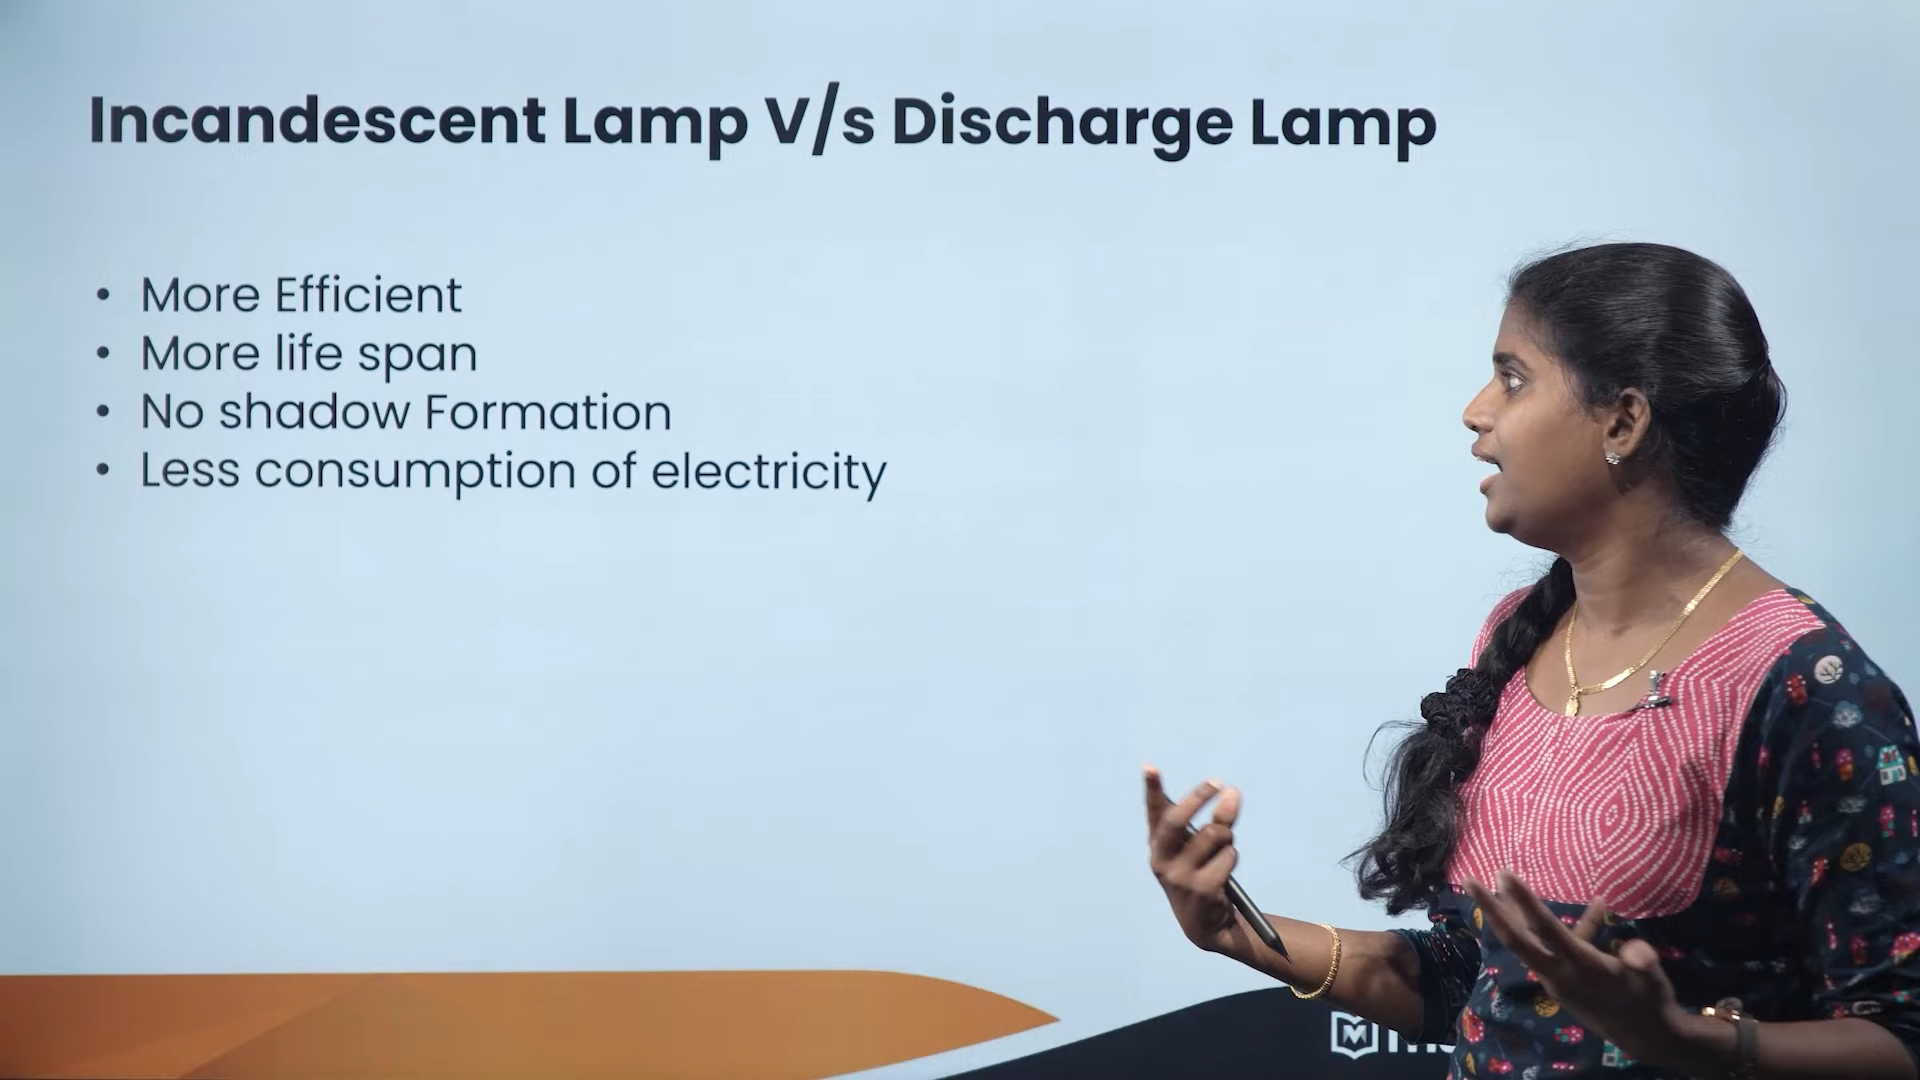 Incandescent Lamp V/s Discharge Lamp
• More Efficient
• More life span
• No shadow Formation
• Less consumption of electricity